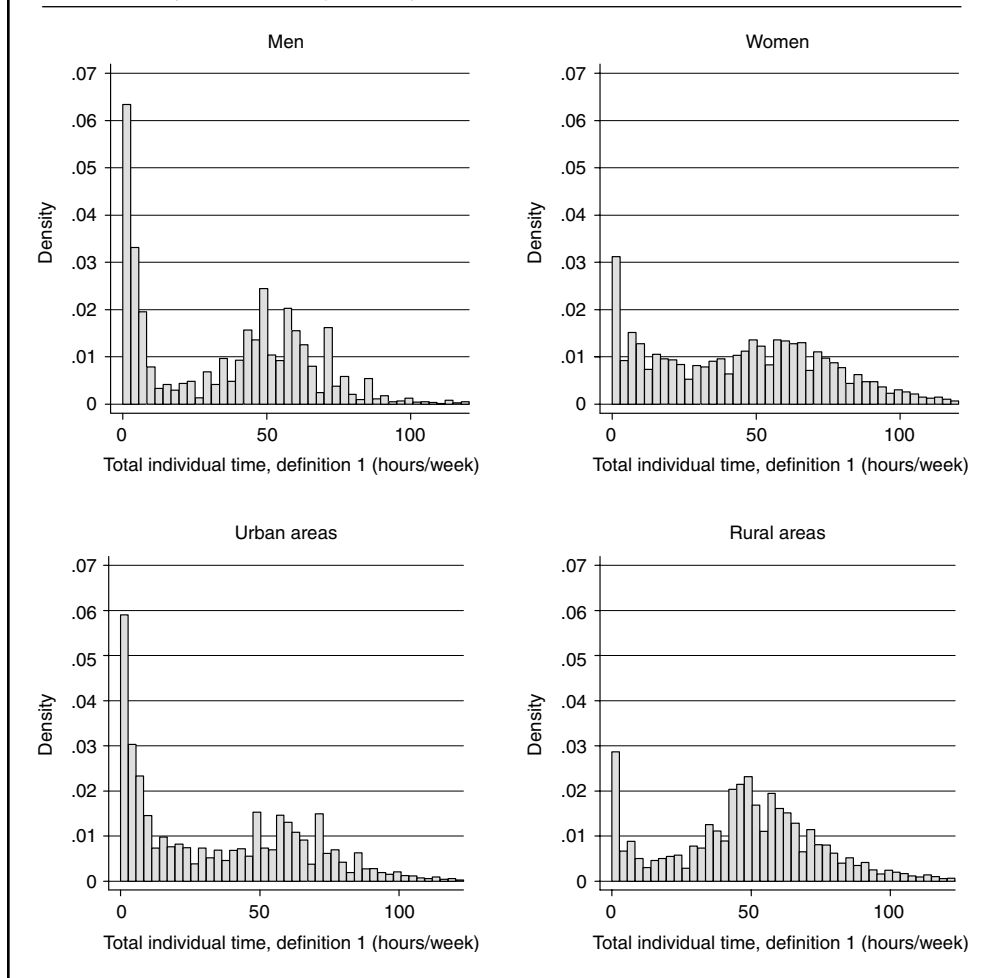 Men
.07
.06
.05
.04
.03
.02
.01
0
Density
0 50 100
Total individual time, definition 1 (hours/week)
Women
.07
.06
.05
.04
.03
.02
.01
0
Density
0 50 100
Total individual time, definition 1 (hours/week)
Urban areas
.07
.06
.05
.04
.03
.02
.01
0
Density
0 50 100
Total individual time, definition 1 (hours/week)
Rural areas
.07
.06
.05
.04
.03
.02
.01
0
Density
0 50 100
Total individual time, definition 1 (hours/week)